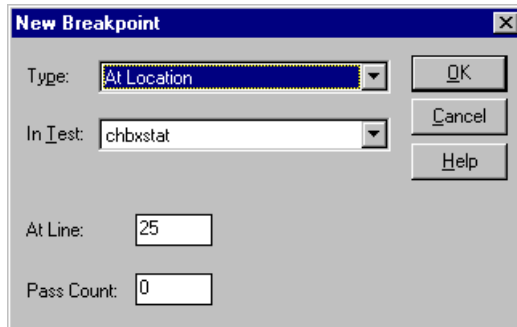 New Breakpoint
Type: At Location
OK
In Test: chbxstat
Cancel
Help
At Line: 25
Pass Count: 0